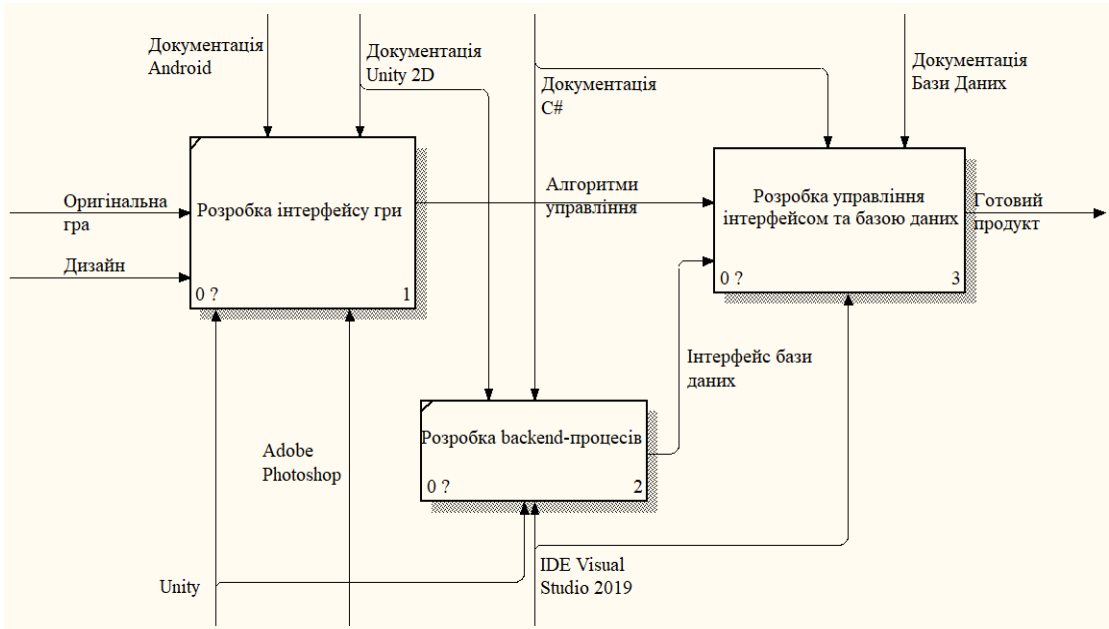 Документація
Android
Документація
Unity 2D
Документація
C#
Документація
Бази Даних
Оригінальна
гра
Дизайн
Розробка інтерфейсу гри
0 ?
1
Алгоритми
управління
Розробка управління
інтерфейсом та базою даних
0 ?
3
Готовий
продукт
Інтерфейс бази
даних
Розробка backend-процесів
0 ?
2
Adobe
Photoshop
Unity
IDE Visual
Studio 2019